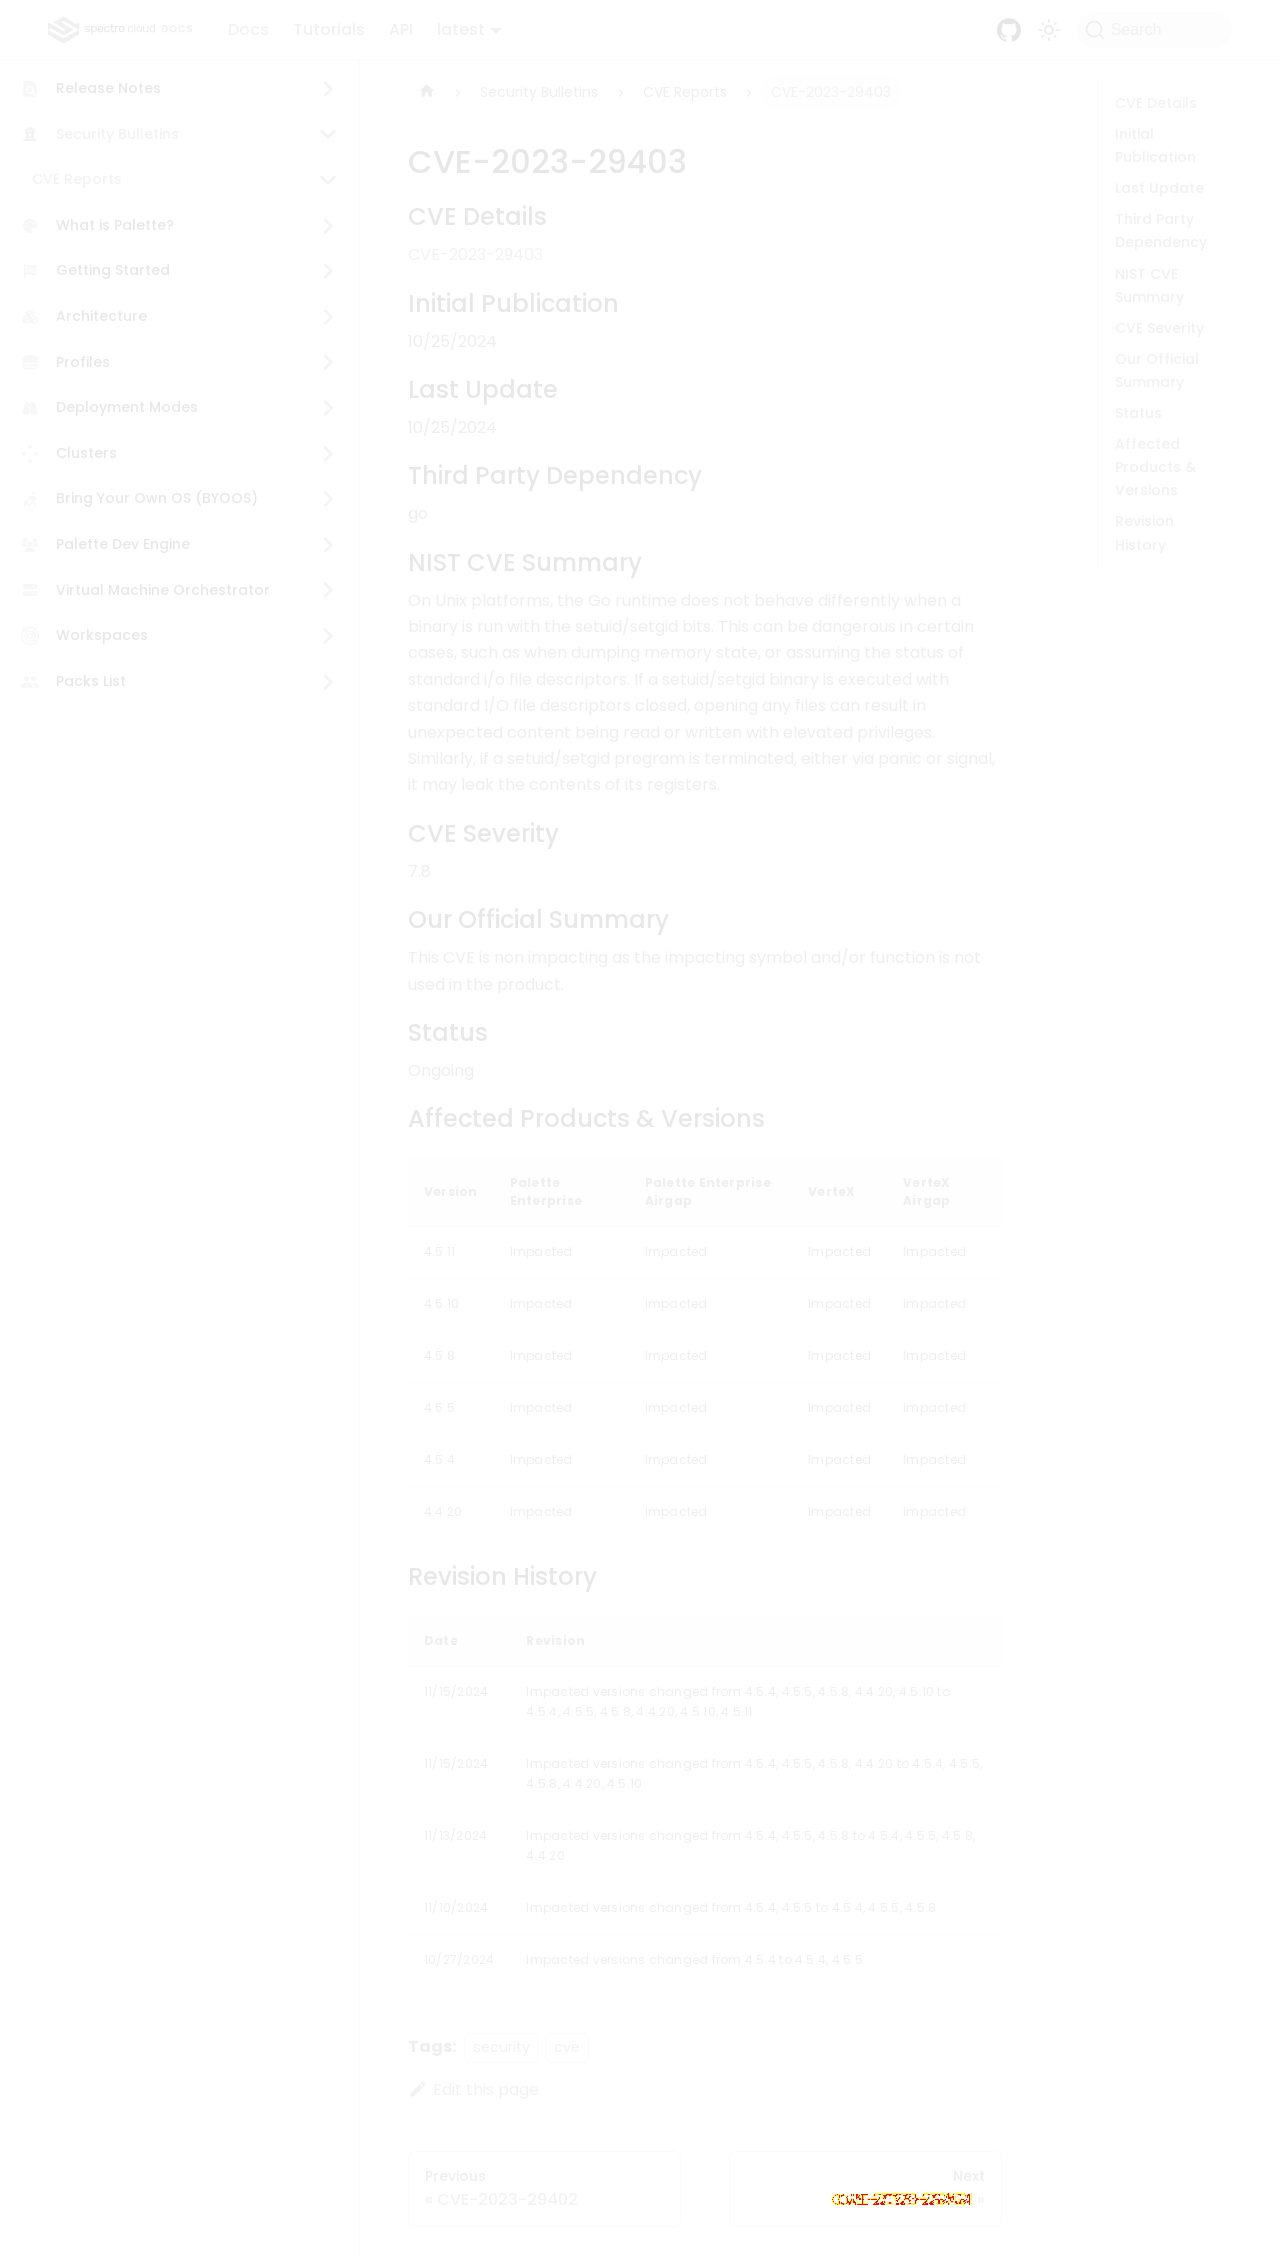 spectro cloud DOCS
Docs
Tutorials
API
latest
Search
Release Notes
Security Bulletins
CVE Reports
What is Palette?
Getting Started
Architecture
Profiles
Deployment Modes
Clusters
Bring Your Own OS (BYOOS)
Palette Dev Engine
Virtual Machine Orchestrator
Workspaces
Packs List
Security Bulletins
CVE Reports
CVE-2023-29403
CVE-2023-29403
CVE Details
CVE-2023-29403
Initial Publication
10/25/2024
Last Update
10/25/2024
Third Party Dependency
go
NIST CVE Summary
On Unix platforms, the Go runtime does not behave differently when a
binary is run with the setuid/setgid bits. This can be dangerous in certain
cases, such as when dumping memory state, or assuming the status of
standard i/o file descriptors. If a setuid/setgid binary is executed with
standard I/O file descriptors closed, opening any files can result in
unexpected content being read or written with elevated privileges.
Similarly, if a setuid/setgid program is terminated, either via panic or signal,
it may leak the contents of its registers.
CVE Severity
7.8
Our Official Summary
This CVE is non impacting as the impacting symbol and/or function is not
used in the product.
Status
Ongoing
Affected Products & Versions
Version Palette Enterprise Palette Enterprise Airgap VerteX VerteX Airgap
4.5.11 Impacted Impacted Impacted Impacted
4.5.10 Impacted Impacted Impacted Impacted
4.5.8 Impacted Impacted Impacted Impacted
4.5.5 Impacted Impacted Impacted Impacted
4.5.4 Impacted Impacted Impacted Impacted
4.4.20 Impacted Impacted Impacted Impacted
Revision History
Date Revision
11/15/2024 Impacted versions changed from 4.5.4, 4.5.5, 4.5.8, 4.4.20, 4.5.10 to
4.5.4, 4.5.5, 4.5.8, 4.4.20, 4.5.10, 4.5.11
11/15/2024 Impacted versions changed from 4.5.4, 4.5.5, 4.5.8, 4.4.20 to 4.5.4, 4.5.5,
4.5.8, 4.4.20, 4.5.10
11/13/2024 Impacted versions changed from 4.5.4, 4.5.5, 4.5.8 to 4.5.4, 4.5.5, 4.5.8,
4.4.20
11/10/2024 Impacted versions changed from 4.5.4, 4.5.5 to 4.5.4, 4.5.5, 4.5.8
10/27/2024 Impacted versions changed from 4.5.4 to 4.5.4, 4.5.5
Tags: security cve
Edit this page
Previous
« CVE-2023-29402
Next
»
CVE Details
Initial
Publication
Last Update
Third Party
Dependency
NIST CVE
Summary
CVE Severity
Our Official
Summary
Status
Affected
Products &
Versions
Revision
History